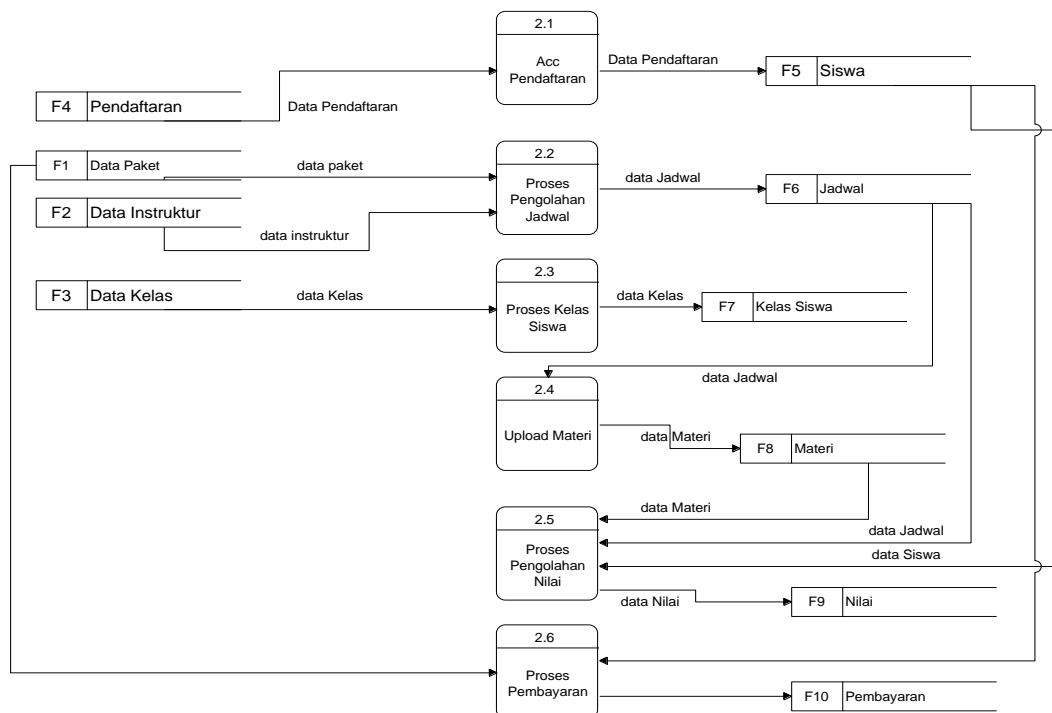 2.1
Acc
Pendaftaran
Data Pendaftaran
F5 Siswa
F4 Pendaftaran
Data Pendaftaran
F1 Data Paket
data paket
2.2
Proses
Pengolahan
Jadwal
data Jadwal
F6 Jadwal
F2 Data Instruktur
data instruktur
2.3
Proses Kelas
Siswa
F3 Data Kelas
data Kelas
data Kelas
F7 Kelas Siswa
data Jadwal
2.4
Upload Materi
data Materi
F8 Materi
data Materi
2.5
Proses
Pengolahan
Nilai
data Jadwal
data Siswa
data Nilai
F9 Nilai
2.6
Proses
Pembayaran
F10 Pembayaran